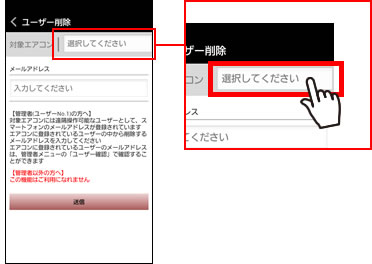 ユーザー削除
対象エアコン 選択してください
メールアドレス
入力してください
【管理者(ユーザーNo.1)の方へ】
対象エアコンには遠隔操作可能なユーザーとして、ス
マートフォンのメールアドレスが登録されています
エアコンに登録されているユーザーの中から削除する
メールアドレスを入力してください
エアコンに登録されているユーザーのメールアドレス
は、管理者メニューの「ユーザー確認」で確認するこ
とができます
【管理者以外の方へ】
この機能はご利用になれません
送信
ザー削除
コン 選択してください
レス
てください